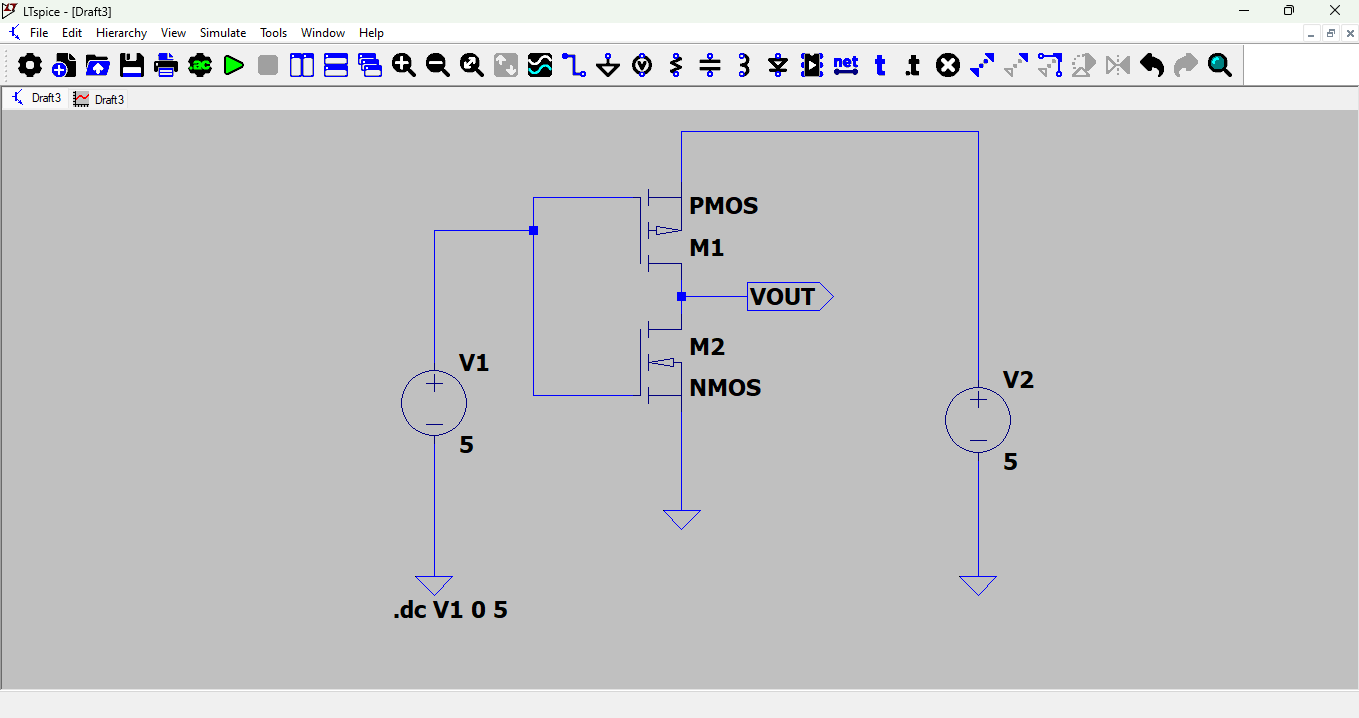 LTspice - [Draft3]
File Edit Hierarchy View Simulate Tools Window Help
.ac net t .t
Draft3 Draft3
PMOS
M1
VOUT
M2
NMOS
V1
5
V2
5
.dc V1 0 5